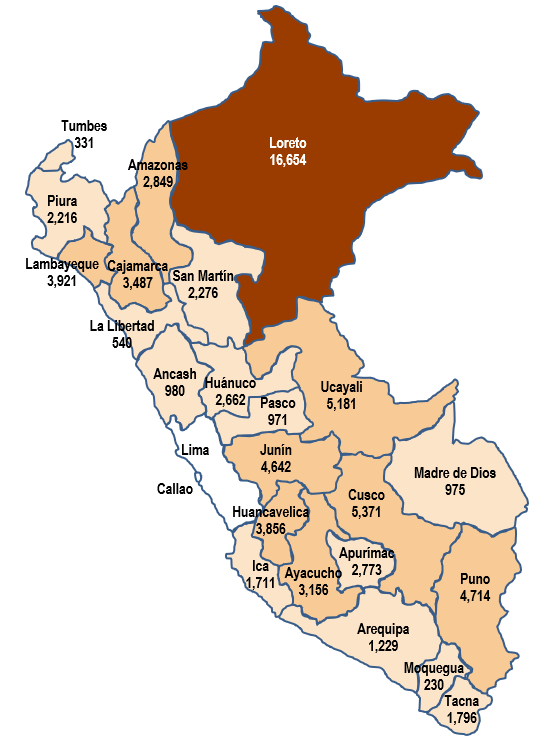 Tumbes
331
Loreto
16,654
Amazonas
2,849
Piura
2,216
Lambayeque
3,921
Cajamarca
3,487
San Martín
2,276
La Libertad
540
Ancash
980
Huánuco
2,662
Ucayali
5,181
Pasco
971
Lima
Junín
4,642
Madre de Dios
975
Callao
Cusco
5,371
Huancavelica
3,856
Apurímac
2,773
Ica
1,711
Ayacucho
3,156
Puno
4,714
Arequipa
1,229
Moquegua
230
Tacna
1,796